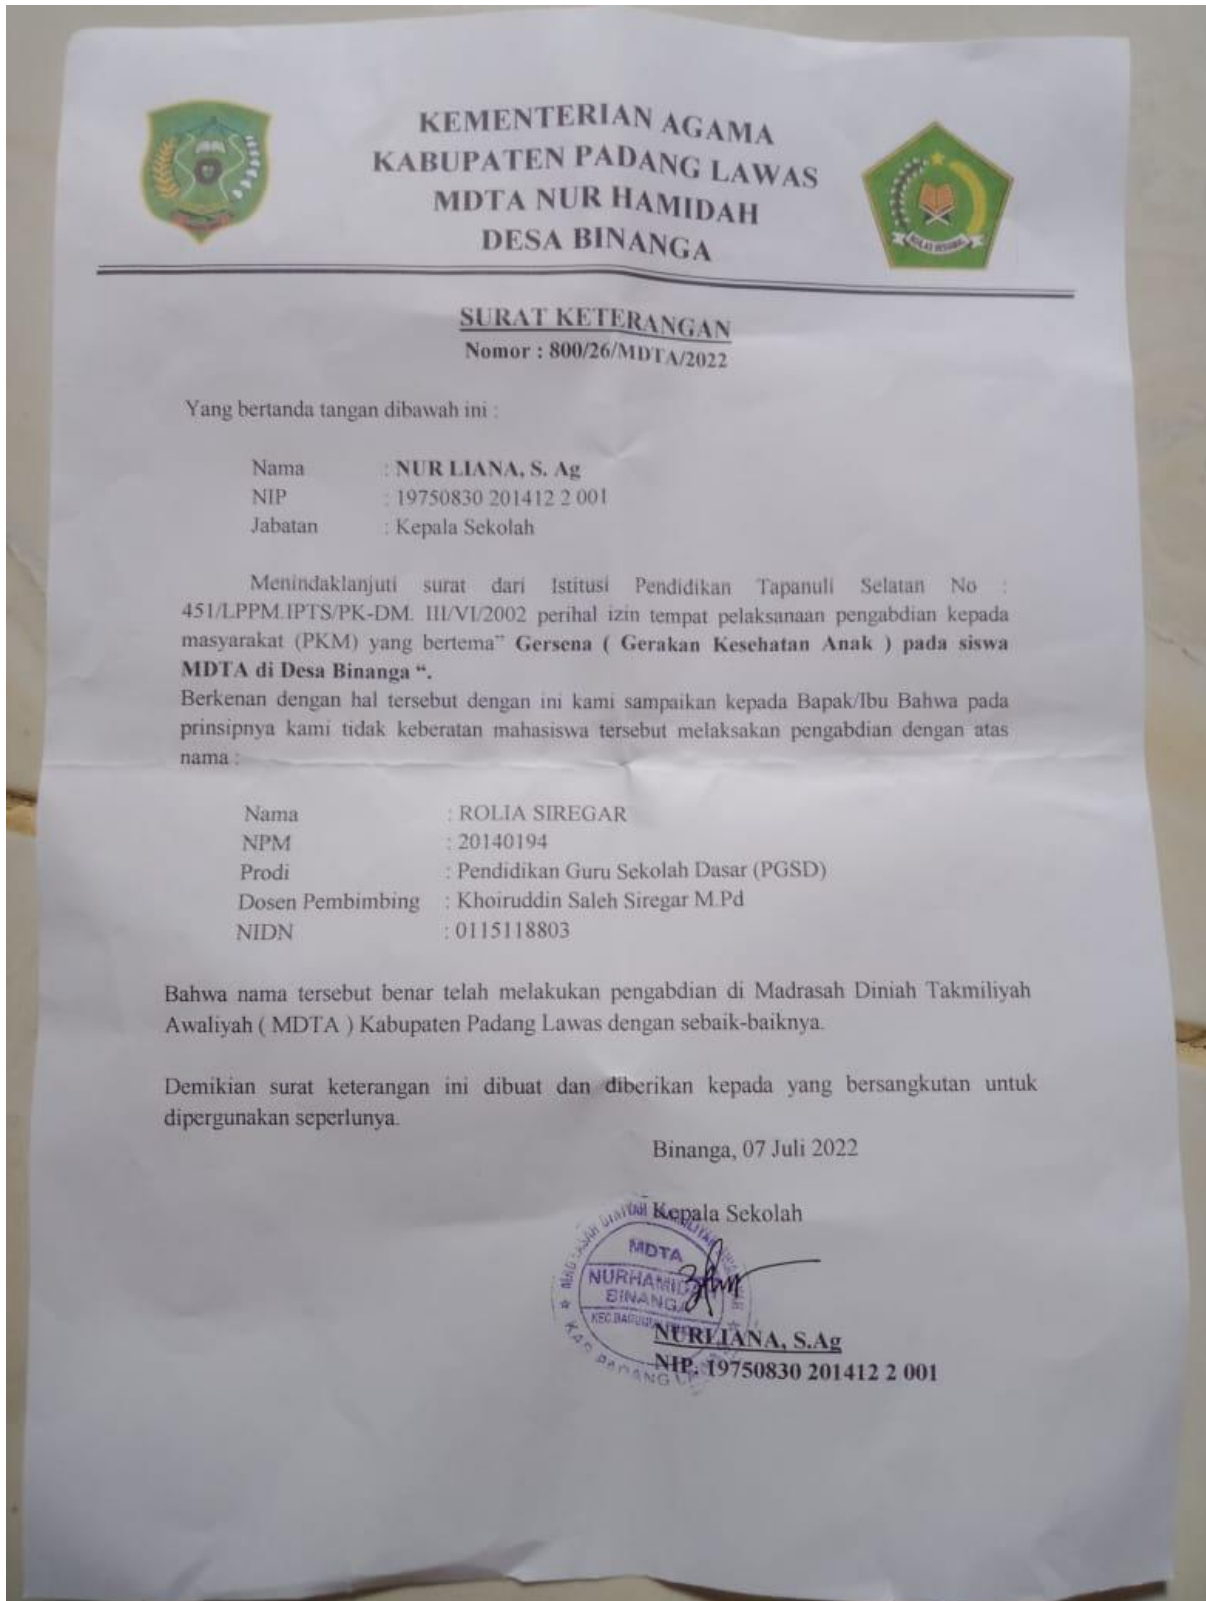 KEMENTERIAN AGAMA
KABUPATEN PADANG LAWAS
MDTA NUR HAMIDAH
DESA BINANGA
SURAT KETERANGAN
Nomor : 800/26/MDTA/2022
Yang bertanda tangan dibawah ini :
Nama : NUR LIANA, S. Ag
NIP : 19750830 201412 2 001
Jabatan : Kepala Sekolah
Menindaklanjuti surat dari Istitusi Pendidikan Tapanuli Selatan No :
451/LPPM.IPTS/PK-DM. III/VI/2002 perihal izin tempat pelaksanaan pengabdian kepada
masyarakat (PKM) yang bertema” Gersena ( Gerakan Kesehatan Anak ) pada siswa
MDTA di Desa Binanga “.
Berkenan dengan hal tersebut dengan ini kami sampaikan kepada Bapak/Ibu Bahwa pada
prinsipnya kami tidak keberatan mahasiswa tersebut melaksakan pengabdian dengan atas
nama :
Nama : ROLIA SIREGAR
NPM : 20140194
Prodi : Pendidikan Guru Sekolah Dasar (PGSD)
Dosen Pembimbing : Khoiruddin Saleh Siregar M.Pd
NIDN : 0115118803
Bahwa nama tersebut benar telah melakukan pengabdian di Madrasah Diniah Takmiliyah
Awaliyah ( MDTA ) Kabupaten Padang Lawas dengan sebaik-baiknya.
Demikian surat keterangan ini dibuat dan diberikan kepada yang bersangkutan untuk
dipergunakan seperlunya.
Binanga, 07 Juli 2022
Kepala Sekolah
MDTA
BINANGA
NURLIANA, S.Ag
NIP. 19750830 201412 2 001